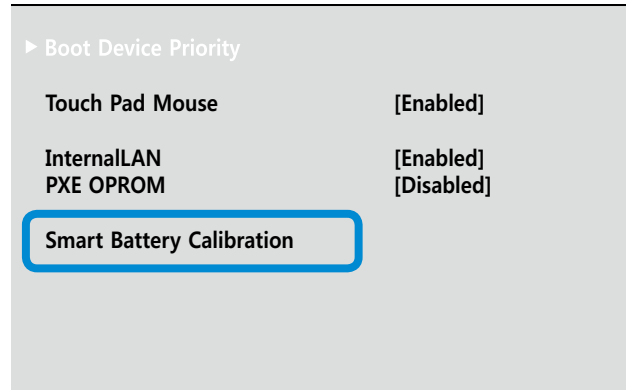 ▶ Boot Device Priority
Touch Pad Mouse [Enabled]
InternalLAN [Enabled]
PXE OPROM [Disabled]
Smart Battery Calibration